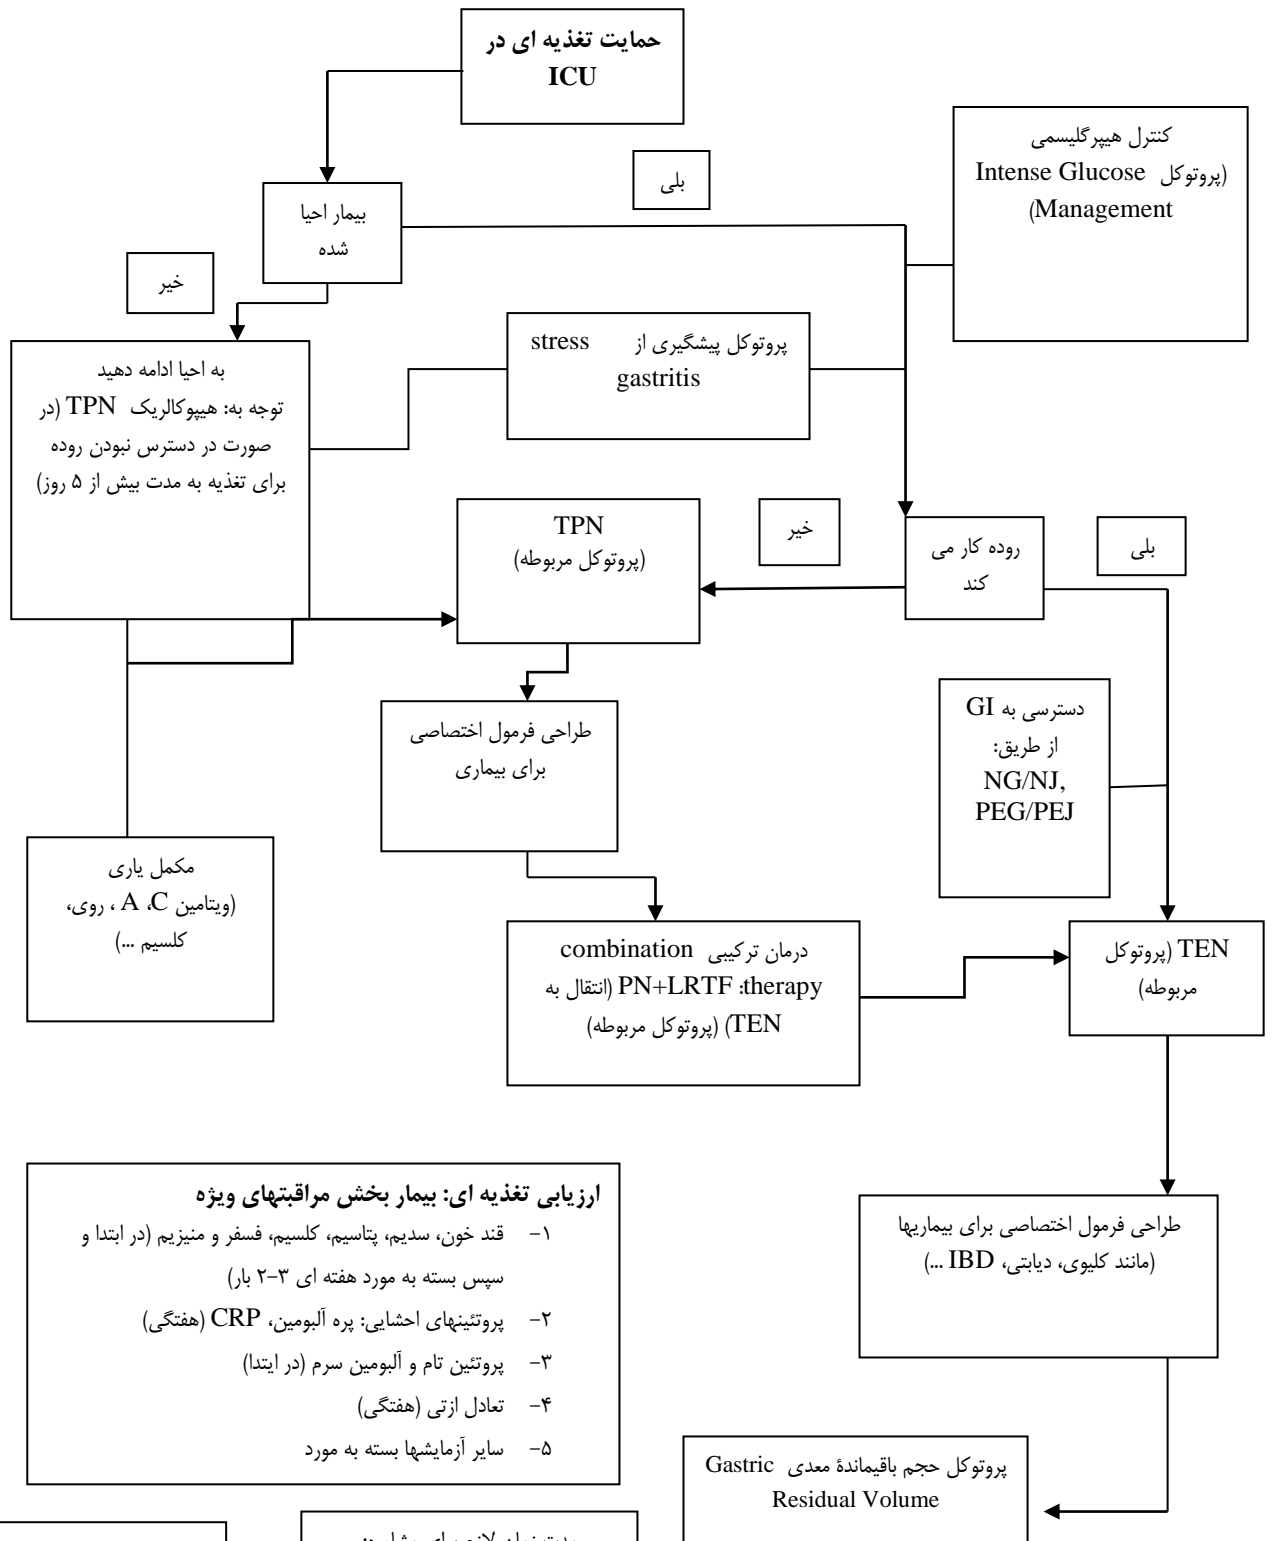 حمایت تغذیه ای در
ICU
کنترل هیپرگلیسمی
(پروتوکل Intense Glucose
Management)
بلی
بیمار احیا
شده
خیر
پروتوکل پیشگیری از stress
gastritis
به احیا ادامه دهید
توجه به: هیپوکالریک TPN (در
صورت در دسترس نبودن روده
برای تغذیه به مدت بیش از ۵ روز)
TPN
(پروتوکل مربوطه)
خیر
روده کار می
کند
بلی
دسترسی به GI
از طریق:
NG/NJ,
PEG/PEJ
طراحی فرمول اختصاصی
برای بیماری
مکمل یاری
(ویتامین A ،C ، روی،
کلسیم ...)
درمان ترکیبی combination
therapy: PN+LRTF (انتقال به
TEN) (پروتوکل مربوطه)
TEN (پروتوکل
مربوطه)
ارزیابی تغذیه ای: بیمار بخش مراقبتهای ویژه
۱- قند خون، سدیم، پتاسیم، کلسیم، فسفر و منیزیم (در ابتدا و
سپس بسته به مورد هفته ای ۳-۲ بار)
۲- پروتئینهای احشایی: پره آلبومین، CRP (هفتگی)
۳- پروتئین تام و آلبومین سرم (در ایتدا)
۴- تعادل ازتی (هفتگی)
۵- سایر آزمایشها بسته به مورد
طراحی فرمول اختصاصی برای بیماریها
(مانند کلیوی، دیابتی، IBD ...)
پروتوکل حجم باقیماندهٔ معدی Gastric
Residual Volume